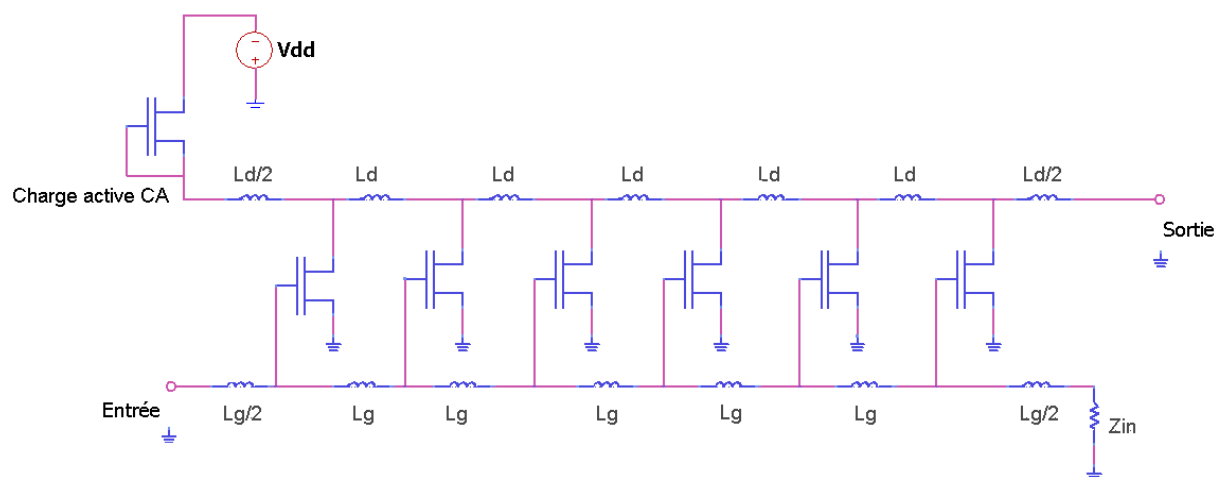 Vdd
Ld/2 Ld Ld Ld Ld Ld Ld/2
Charge active CA
Sortie
Entrée
Lg/2 Lg Lg Lg Lg Lg Lg/2
Zin